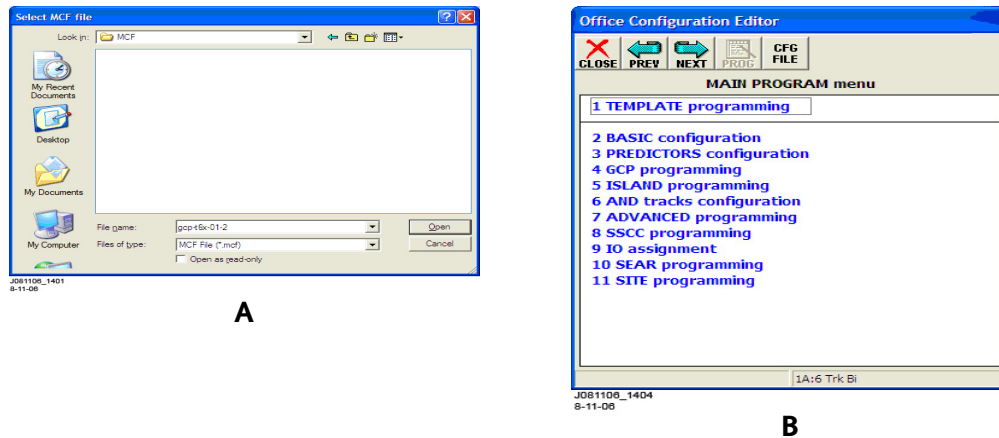 Select MCF file
Look in:
MCF
My Recent
Documents
Desktop
My Documents
My Computer
File name:
gcp-t6x-01-2
Open
Files of type:
MCF File (*.mcf)
Cancel
Open as read-only
J081106_1401
8-11-06
A
Office Configuration Editor
CLOSE
PREV
NEXT
PROG
CFG
FILE
MAIN PROGRAM menu
1 TEMPLATE programming
2 BASIC configuration
3 PREDICTORS configuration
4 GCP programming
5 ISLAND programming
6 AND tracks configuration
7 ADVANCED programming
8 SSCC programming
9 IO assignment
10 SEAR programming
11 SITE programming
1A:6 Trk Bi
J081106_1404
8-11-06
B